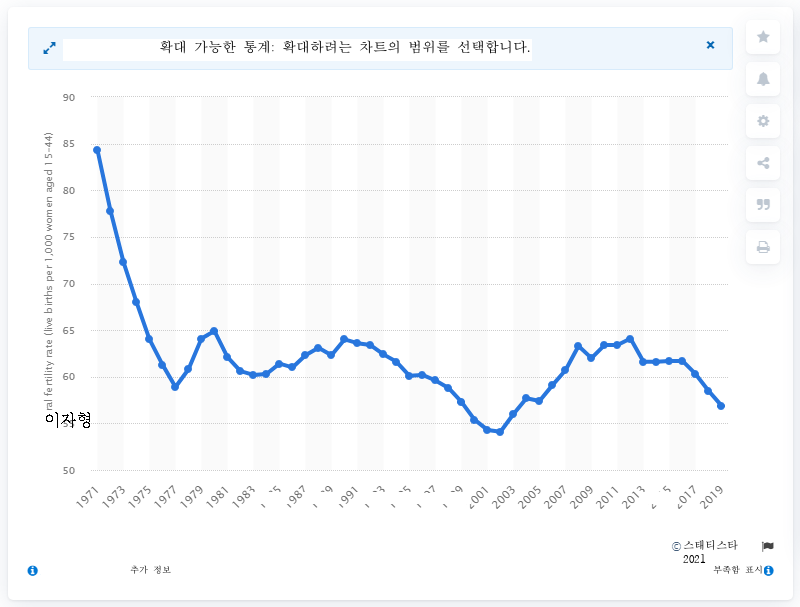 확대 가능한 통계: 확대하려는 차트의 범위를 선택합니다.
90
85
80
75
70
65
60
50
ral fertility rate (live births per 1,000 women aged 15-44)
이자형
1971 1973 1975 1977 1979 1981 1983 1987 1991 2001 2003 2005 2007 2009 2011 2013 2017 2019
© 스태티스타
2021
추가 정보
부족함 표시